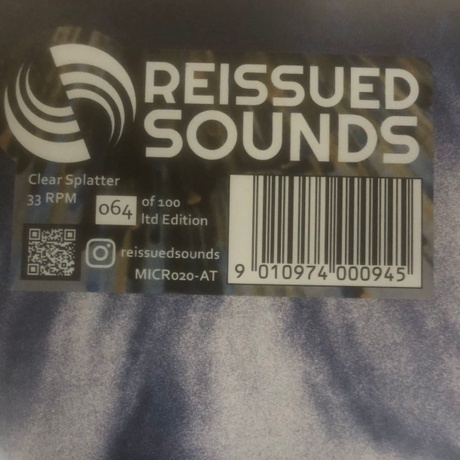 REISSUED
SOUNDS
Clear Splatter
33 RPM
064
of 100
ltd Edition
reissuedsounds
MICR020-AT
9 010974 000945